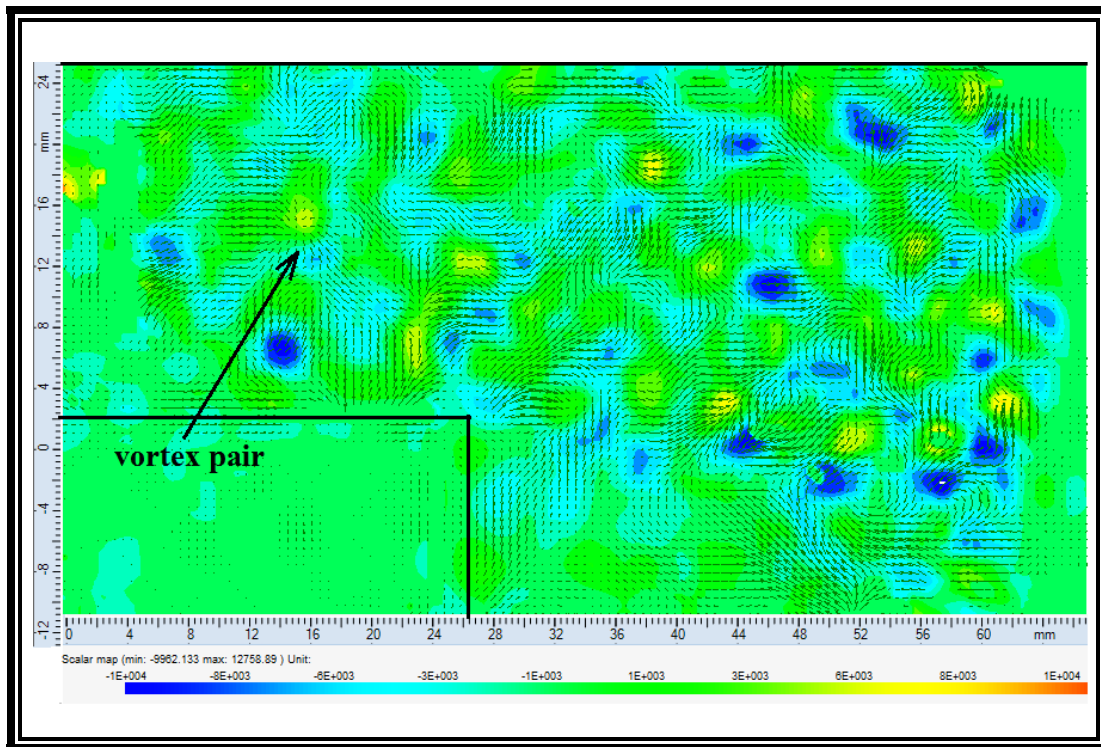 24
mm
16
12
8
4
0
-4
-8
-12
vortex pair
0 4 8 12 16 20 24 28 32 36 40 44 48 52 56 60 mm
Scalar map (min: -9962.133 max: 12758.89 ) Unit:
-1E+004 -8E+003 -6E+003 -3E+003 -1E+003 1E+003 3E+003 6E+003 8E+003 1E+004